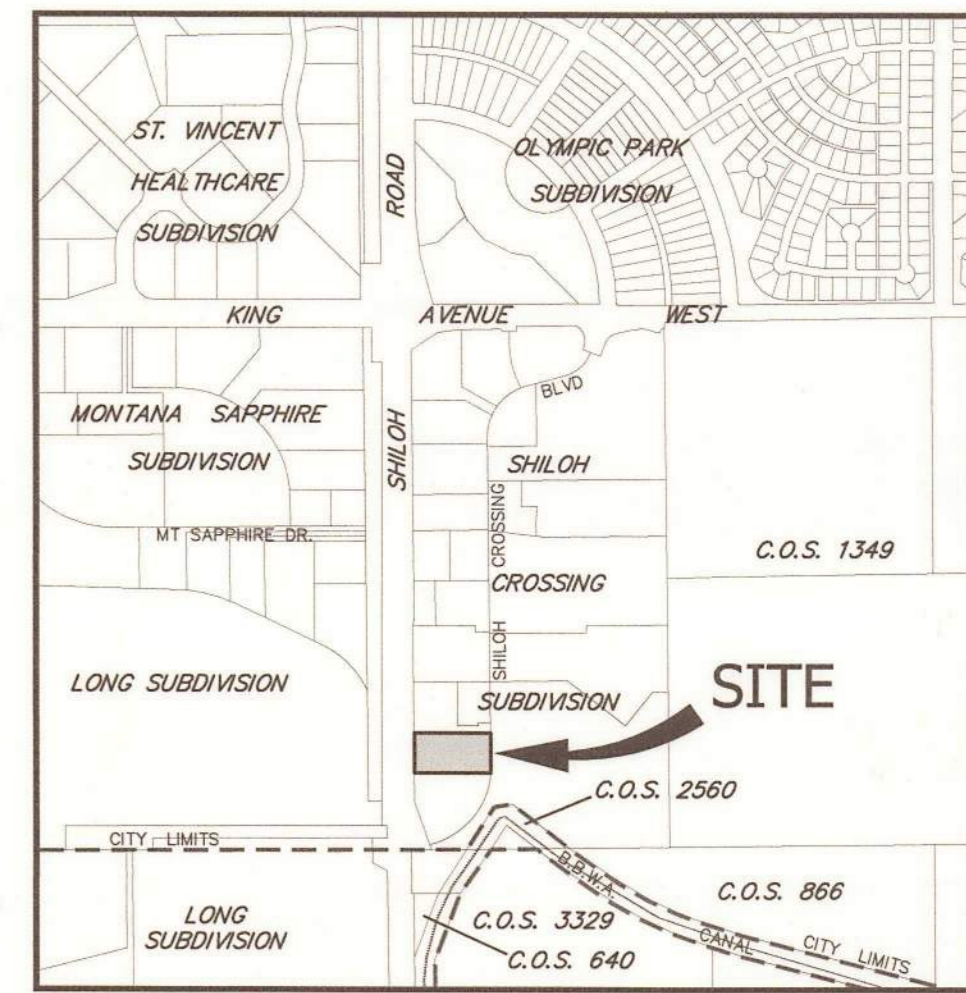 ST. VINCENT
HEALTHCARE
SUBDIVISION
ROAD
OLYMPIC PARK
SUBDIVISION
KING AVENUE WEST
BLVD
MONTANA SAPPHIRE
SUBDIVISION
SHILOH
SHILOH
MT SAPPHIRE DR.
CROSSING
C.O.S. 1349
CROSSING
SHILOH
LONG SUBDIVISION
SUBDIVISION
SITE
C.O.S. 2560
CITY LIMITS
B.B.W.A.
C.O.S. 866
LONG
SUBDIVISION
C.O.S. 3329
CANAL
CITY LIMITS
C.O.S. 640